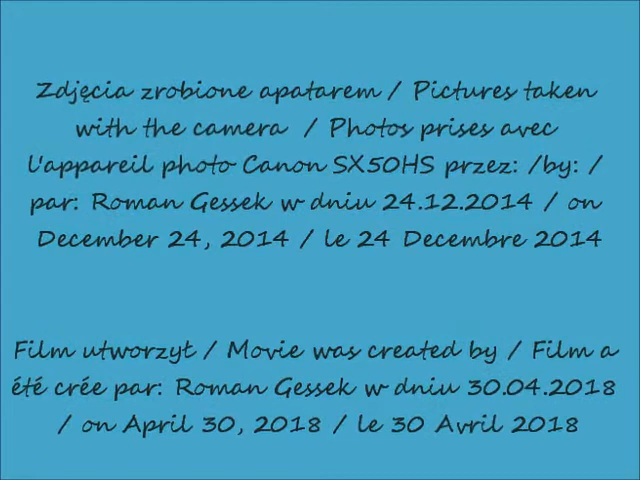 Zdjęcia zrobione apatarem / Pictures taken
with the camera / Photos prises avec
l'appareil photo Canon SX50HS przez: /by: /
par: Roman Gessek w dniu 24.12.2014 / on
December 24, 2014 / le 24 Decembre 2014
Film utworzył / Movie was created by / Film a
été crée par: Roman Gessek w dniu 30.04.2018
/ on April 30, 2018 / le 30 Avril 2018